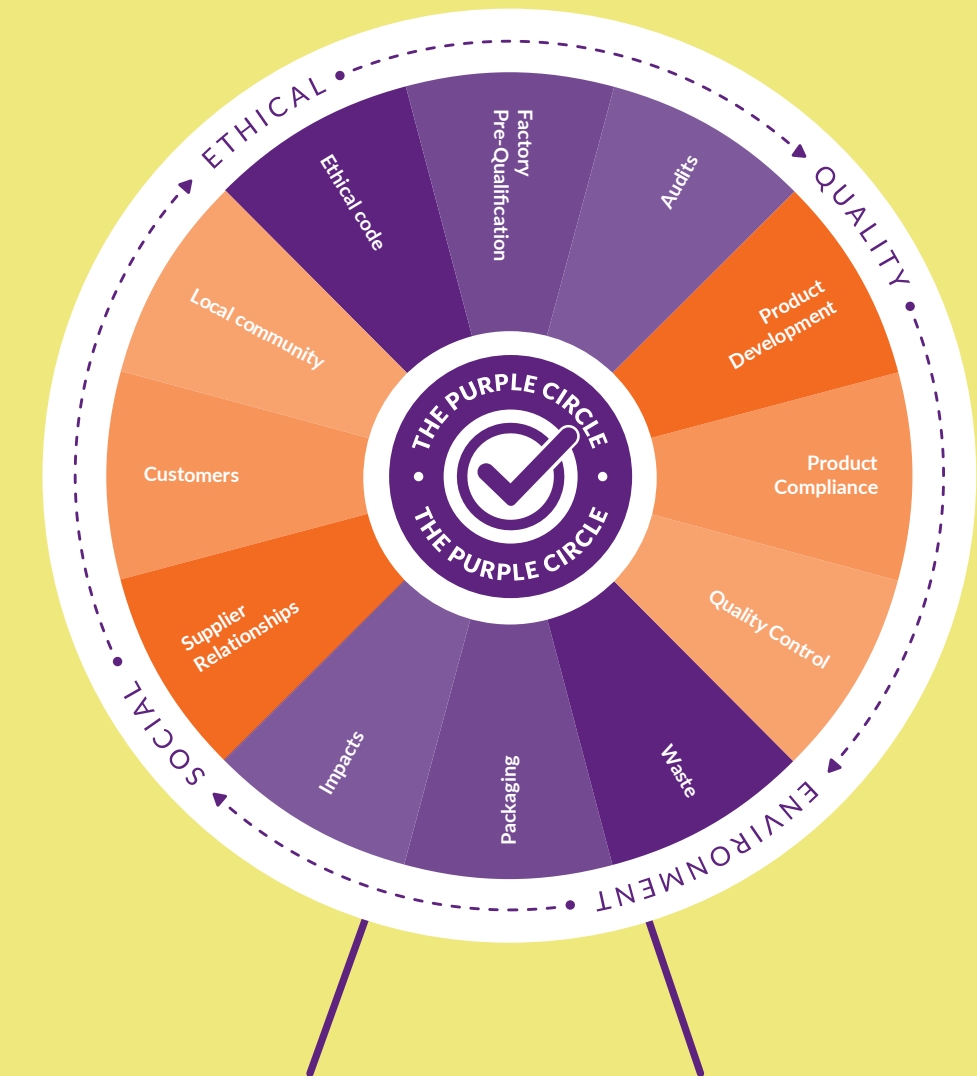 ETHICAL
Ethical code
Factory
Pre-Qualification
Audits
QUALITY
Product
Development
Product
Compliance
Quality Control
ENVIRONMENT
Waste
Packaging
Impacts
SOCIAL
Supplier
Relationships
Customers
Local community
THE PURPLE CIRCLE
THE PURPLE CIRCLE